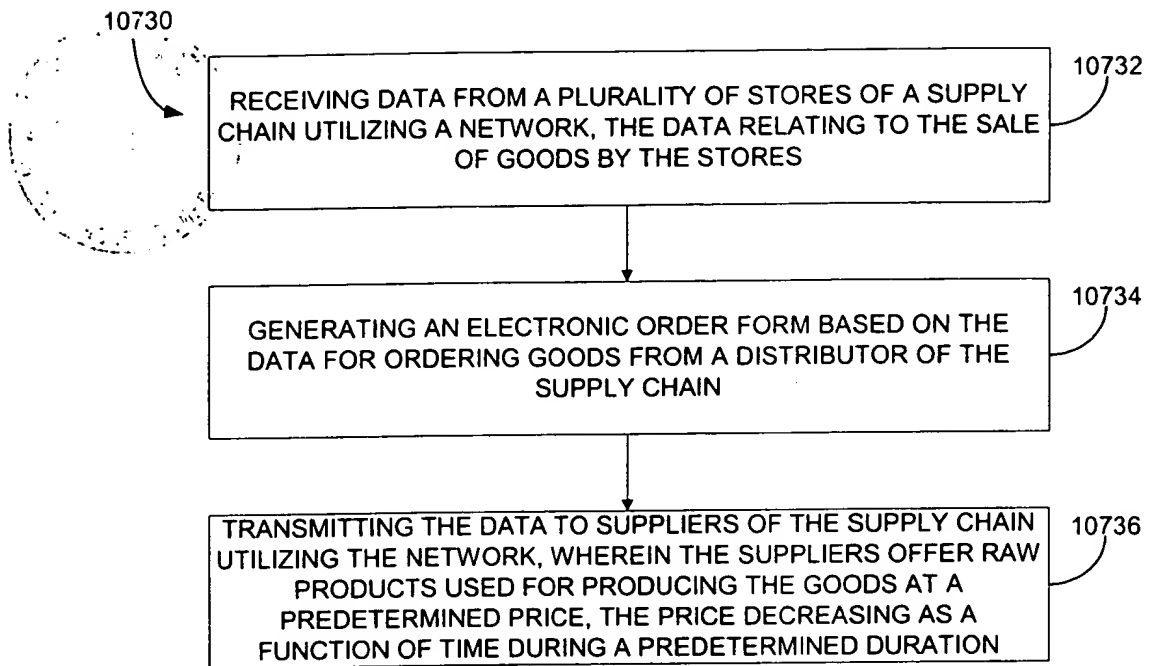 10730
10732
RECEIVING DATA FROM A PLURALITY OF STORES OF A SUPPLY
CHAIN UTILIZING A NETWORK, THE DATA RELATING TO THE SALE
OF GOODS BY THE STORES
10734
GENERATING AN ELECTRONIC ORDER FORM BASED ON THE
DATA FOR ORDERING GOODS FROM A DISTRIBUTOR OF THE
SUPPLY CHAIN
10736
TRANSMITTING THE DATA TO SUPPLIERS OF THE SUPPLY CHAIN
UTILIZING THE NETWORK, WHEREIN THE SUPPLIERS OFFER RAW
PRODUCTS USED FOR PRODUCING THE GOODS AT A
PREDETERMINED PRICE, THE PRICE DECREASING AS A
FUNCTION OF TIME DURING A PREDETERMINED DURATION